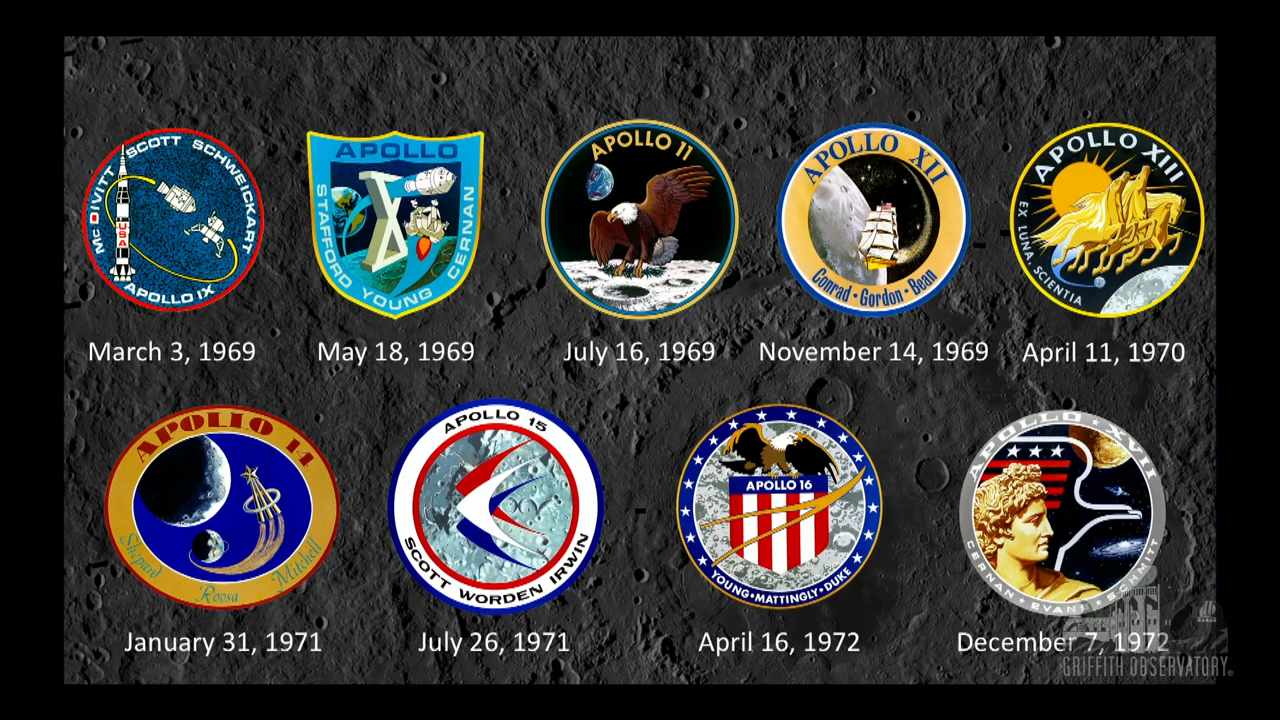 McDIVITT SCOTT SCHWEICKART
USA
APOLLO IX
APOLLO
X
STAFFORD YOUNG CERNAN
APOLLO 11
APOLLO XII
Conrad • Gordon • Bean
APOLLO XIII
EX LUNA, SCIENTIA
March 3, 1969
May 18, 1969
July 16, 1969
November 14, 1969
April 11, 1970
APOLLO 14
Shepard
Roosa
Mitchell
APOLLO 15
SCOTT WORDEN IRWIN
APOLLO 16
YOUNG • MATTINGLY • DUKE
APOLLO • XVII
CERNAN • EVANS • SCHMITT
January 31, 1971
July 26, 1971
April 16, 1972
December 7, 1972
GRIFFITH OBSERVATORY®